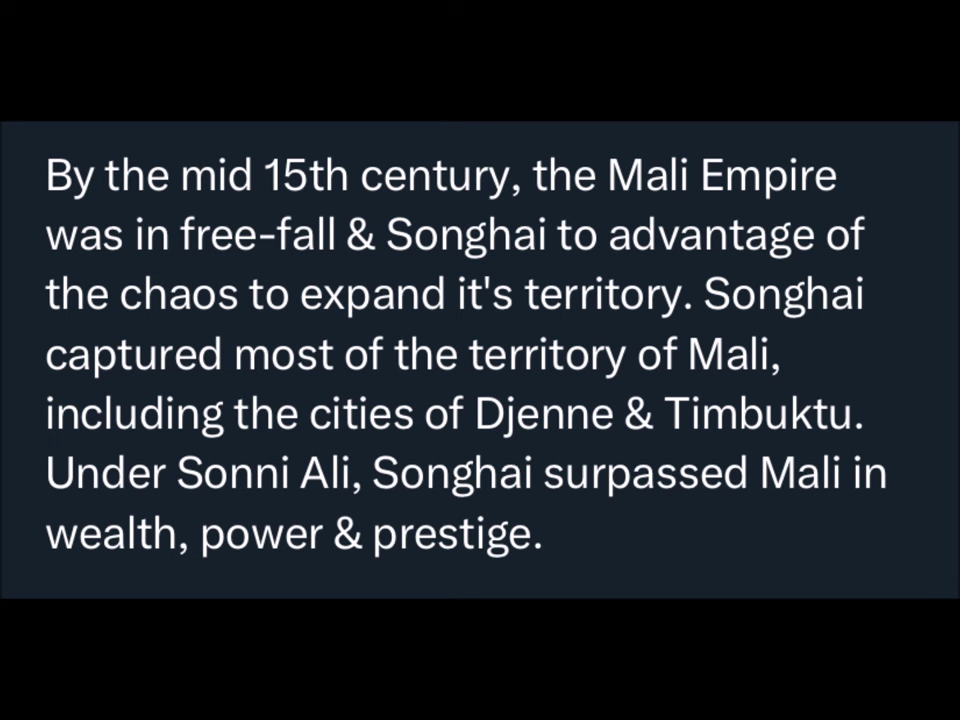 By the mid 15th century, the Mali Empire
was in free-fall & Songhai to advantage of
the chaos to expand it's territory. Songhai
captured most of the territory of Mali,
including the cities of Djenne & Timbuktu.
Under Sonni Ali, Songhai surpassed Mali in
wealth, power & prestige.